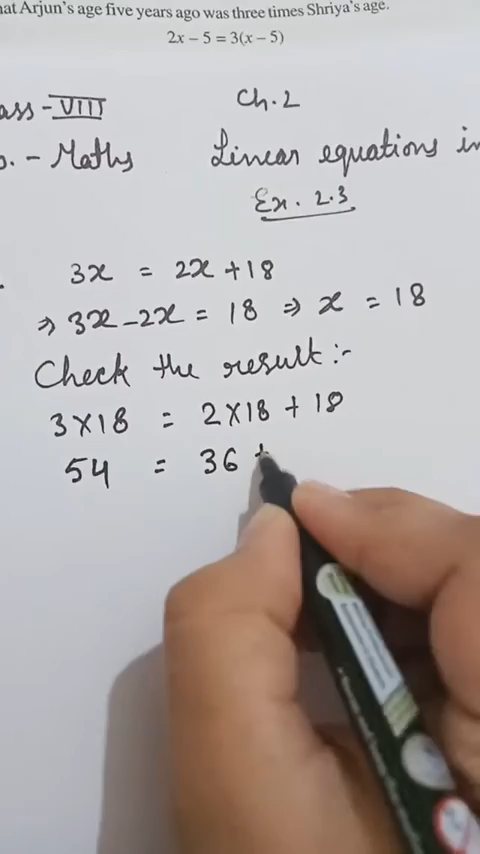 Arjun's age five years ago was three times Shriya's age.
2x – 5 = 3(x – 5)
Ch. 2
VIII
- Maths
Linear equations in
Ex. 2.3
3x = 2x + 18
⇒ 3x – 2x = 18 ⇒ x = 18
Check the result :-
3 × 18 = 2 × 18 + 18
54 = 36 +